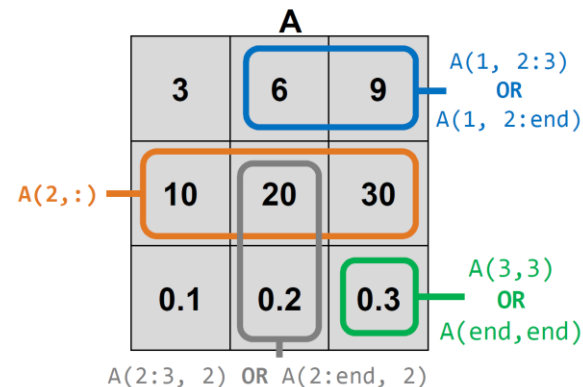 A
3 6 9
A(1, 2:3)
OR
A(1, 2:end)
A(2,:)
10 20 30
0.1 0.2 0.3
A(3,3)
OR
A(end,end)
A(2:3, 2) OR A(2:end, 2)